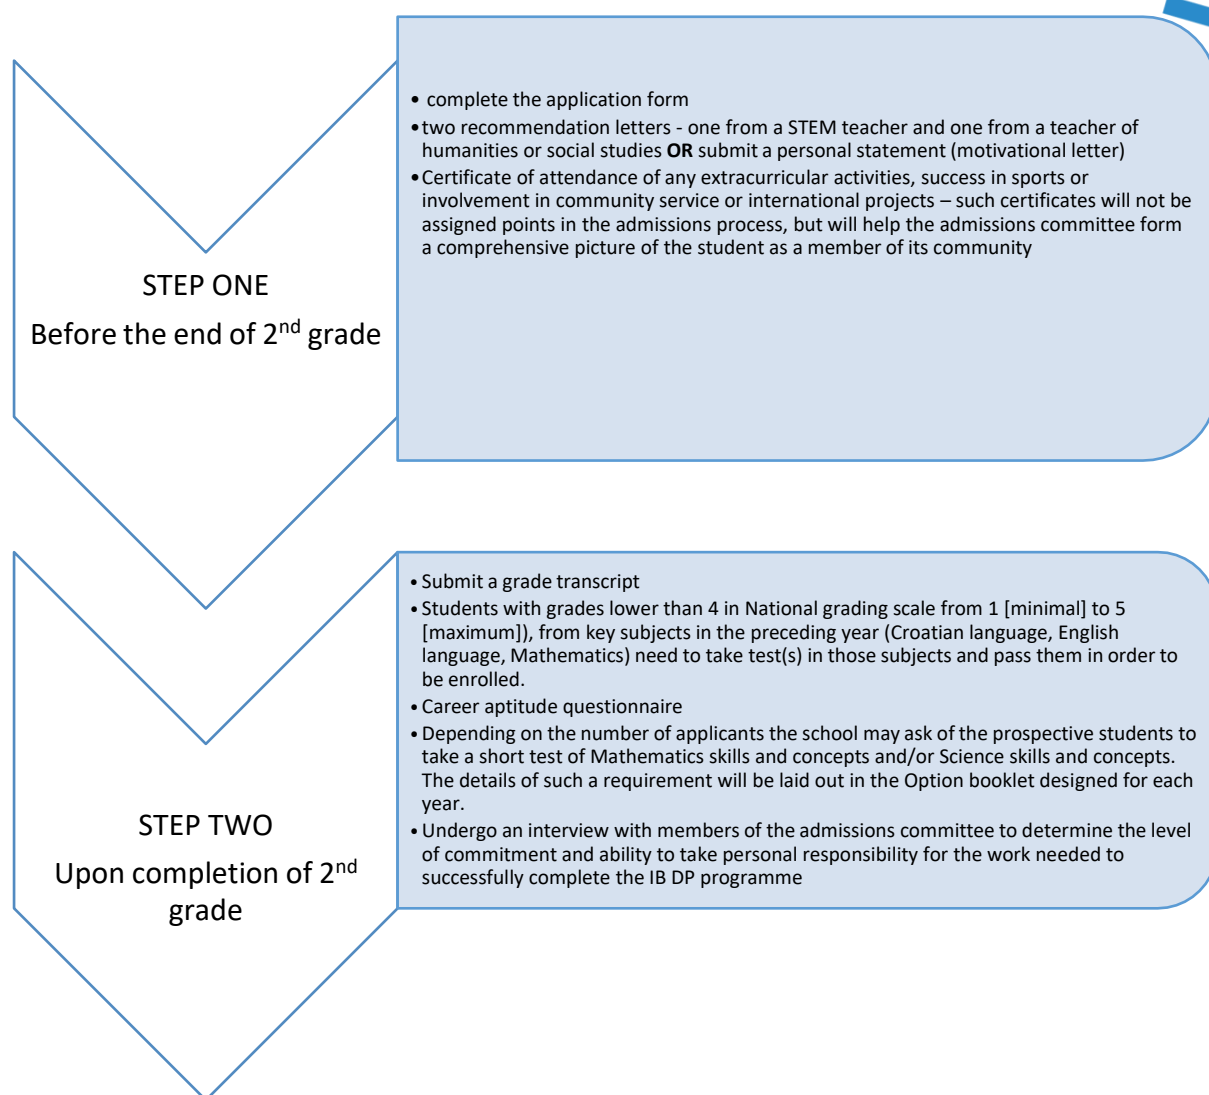 • complete the application form
• two recommendation letters - one from a STEM teacher and one from a teacher of
humanities or social studies OR submit a personal statement (motivational letter)
• Certificate of attendance of any extracurricular activities, success in sports or
involvement in community service or international projects – such certificates will not be
assigned points in the admissions process, but will help the admissions committee form
a comprehensive picture of the student as a member of its community
STEP ONE
Before the end of 2nd grade
• Submit a grade transcript
• Students with grades lower than 4 in National grading scale from 1 [minimal] to 5
[maximum]), from key subjects in the preceding year (Croatian language, English
language, Mathematics) need to take test(s) in those subjects and pass them in order to
be enrolled.
• Career aptitude questionnaire
• Depending on the number of applicants the school may ask of the prospective students to
take a short test of Mathematics skills and concepts and/or Science skills and concepts.
The details of such a requirement will be laid out in the Option booklet designed for each
year.
• Undergo an interview with members of the admissions committee to determine the level
of commitment and ability to take personal responsibility for the work needed to
successfully complete the IB DP programme
STEP TWO
Upon completion of 2nd
grade